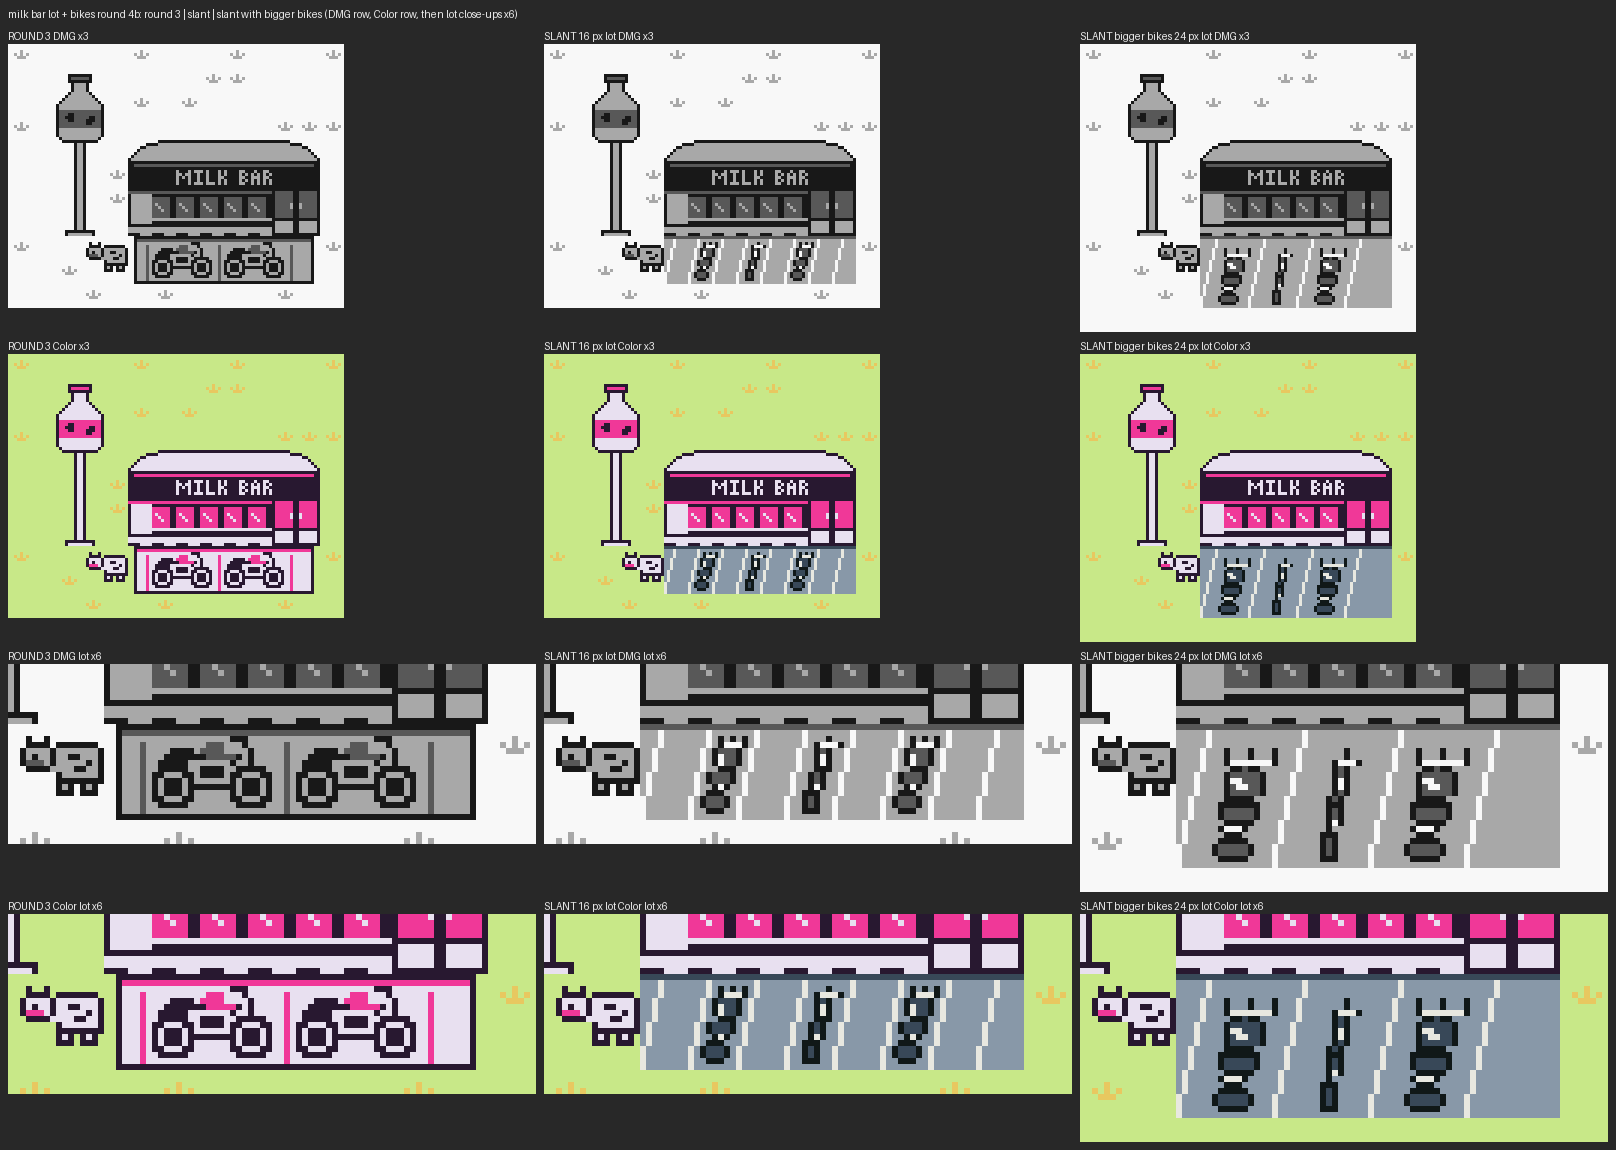 milk bar lot + bikes round 4b: round 3 | slant | slant with bigger bikes (DMG row, Color row, then lot close-ups x6)
ROUND 3 DMG x3
SLANT 16 px lot DMG x3
SLANT bigger bikes 24 px lot DMG x3
MILK BAR
MILK BAR
MILK BAR
ROUND 3 Color x3
SLANT 16 px lot Color x3
SLANT bigger bikes 24 px lot Color x3
MILK BAR
MILK BAR
MILK BAR
ROUND 3 DMG lot x6
SLANT 16 px lot DMG lot x6
SLANT bigger bikes 24 px lot DMG lot x6
ROUND 3 Color lot x6
SLANT 16 px lot Color lot x6
SLANT bigger bikes 24 px lot Color lot x6